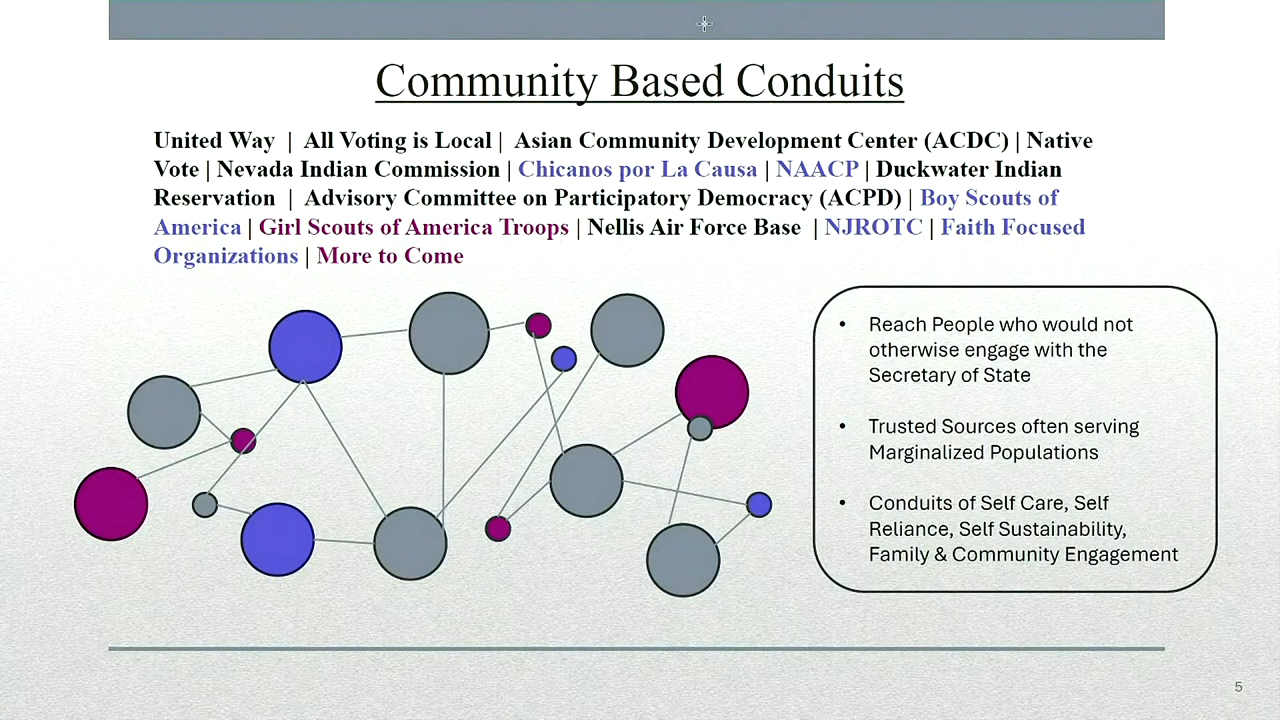 Community Based Conduits
United Way | All Voting is Local | Asian Community Development Center (ACDC) | Native
Vote | Nevada Indian Commission | Chicanos por La Causa | NAACP | Duckwater Indian
Reservation | Advisory Committee on Participatory Democracy (ACPD) | Boy Scouts of
America | Girl Scouts of America Troops | Nellis Air Force Base | NJROTC | Faith Focused
Organizations | More to Come
• Reach People who would not
otherwise engage with the
Secretary of State
• Trusted Sources often serving
Marginalized Populations
• Conduits of Self Care, Self
Reliance, Self Sustainability,
Family & Community Engagement
5